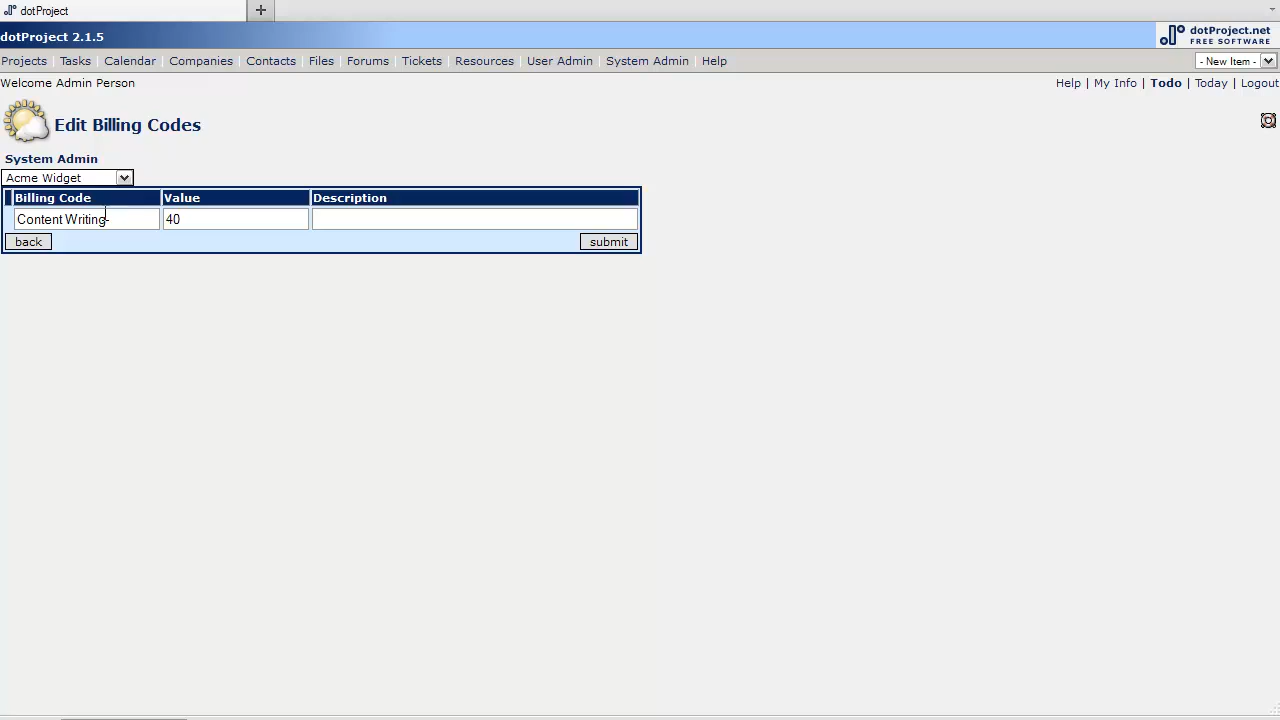 dotProject
dotProject 2.1.5
dotProject.net
FREE SOFTWARE
Projects Tasks Calendar Companies Contacts Files Forums Tickets Resources User Admin System Admin Help
- New Item -
Welcome Admin Person
Help | My Info | Todo | Today | Logout
Edit Billing Codes
System Admin
Acme Widget
Billing Code Value Description
Content Writing- 40
back submit